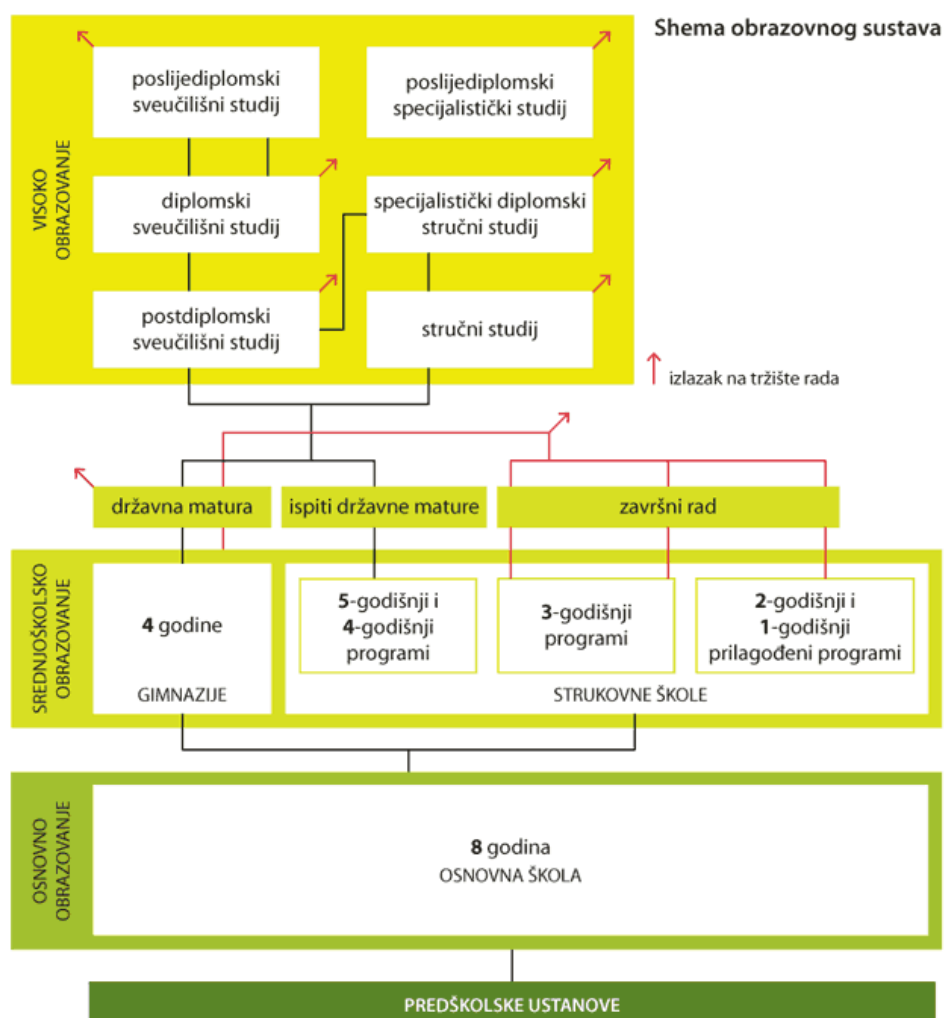 Shema obrazovnog sustava
VISOKO
OBRAZOVANJE
poslijediplomski
sveučilišni studij
poslijediplomski
specijalistički studij
diplomski
sveučilišni studij
specijalistički diplomski
stručni studij
postdiplomski
sveučilišni studij
stručni studij
izlazak na tržište rada
državna matura
ispiti državne mature
završni rad
SREDNJOŠKOLSKO
OBRAZOVANJE
4 godine
GIMNAZIJE
5-godišnji i
4-godišnji
programi
3-godišnji
programi
2-godišnji i
1-godišnji
prilagođeni programi
STRUKOVNE ŠKOLE
OSNOVNO
OBRAZOVANJE
8 godina
OSNOVNA ŠKOLA
PREDŠKOLSKE USTANOVE